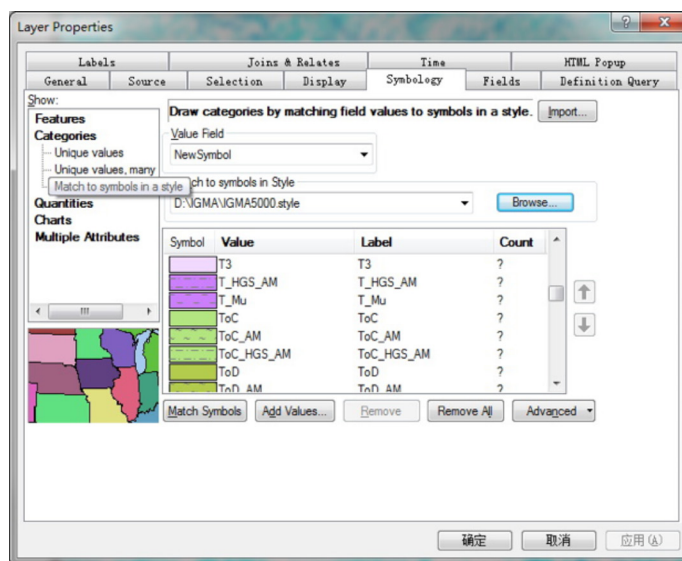 Layer Properties
Labels Joins & Relates Time HTML Popup
General Source Selection Display Symbology Fields Definition Query
Show:
Features
Categories
Unique values
Unique values, many
Match to symbols in a style
Quantities
Charts
Multiple Attributes
Draw categories by matching field values to symbols in a style.
Import...
Value Field
NewSymbol
ch to symbols in Style
D:\IGMA\IGMA5000.style
Browse...
Symbol Value Label Count
T3 T3 ?
T_HGS_AM T_HGS_AM ?
T_Mu T_Mu ?
ToC ToC ?
ToC_AM ToC_AM ?
ToC_HGS_AM ToC_HGS_AM ?
ToD ToD ?
ToD_AM ToD_AM ?
Match Symbols Add Values... Remove Remove All Advanced
确定 取消 应用(A)